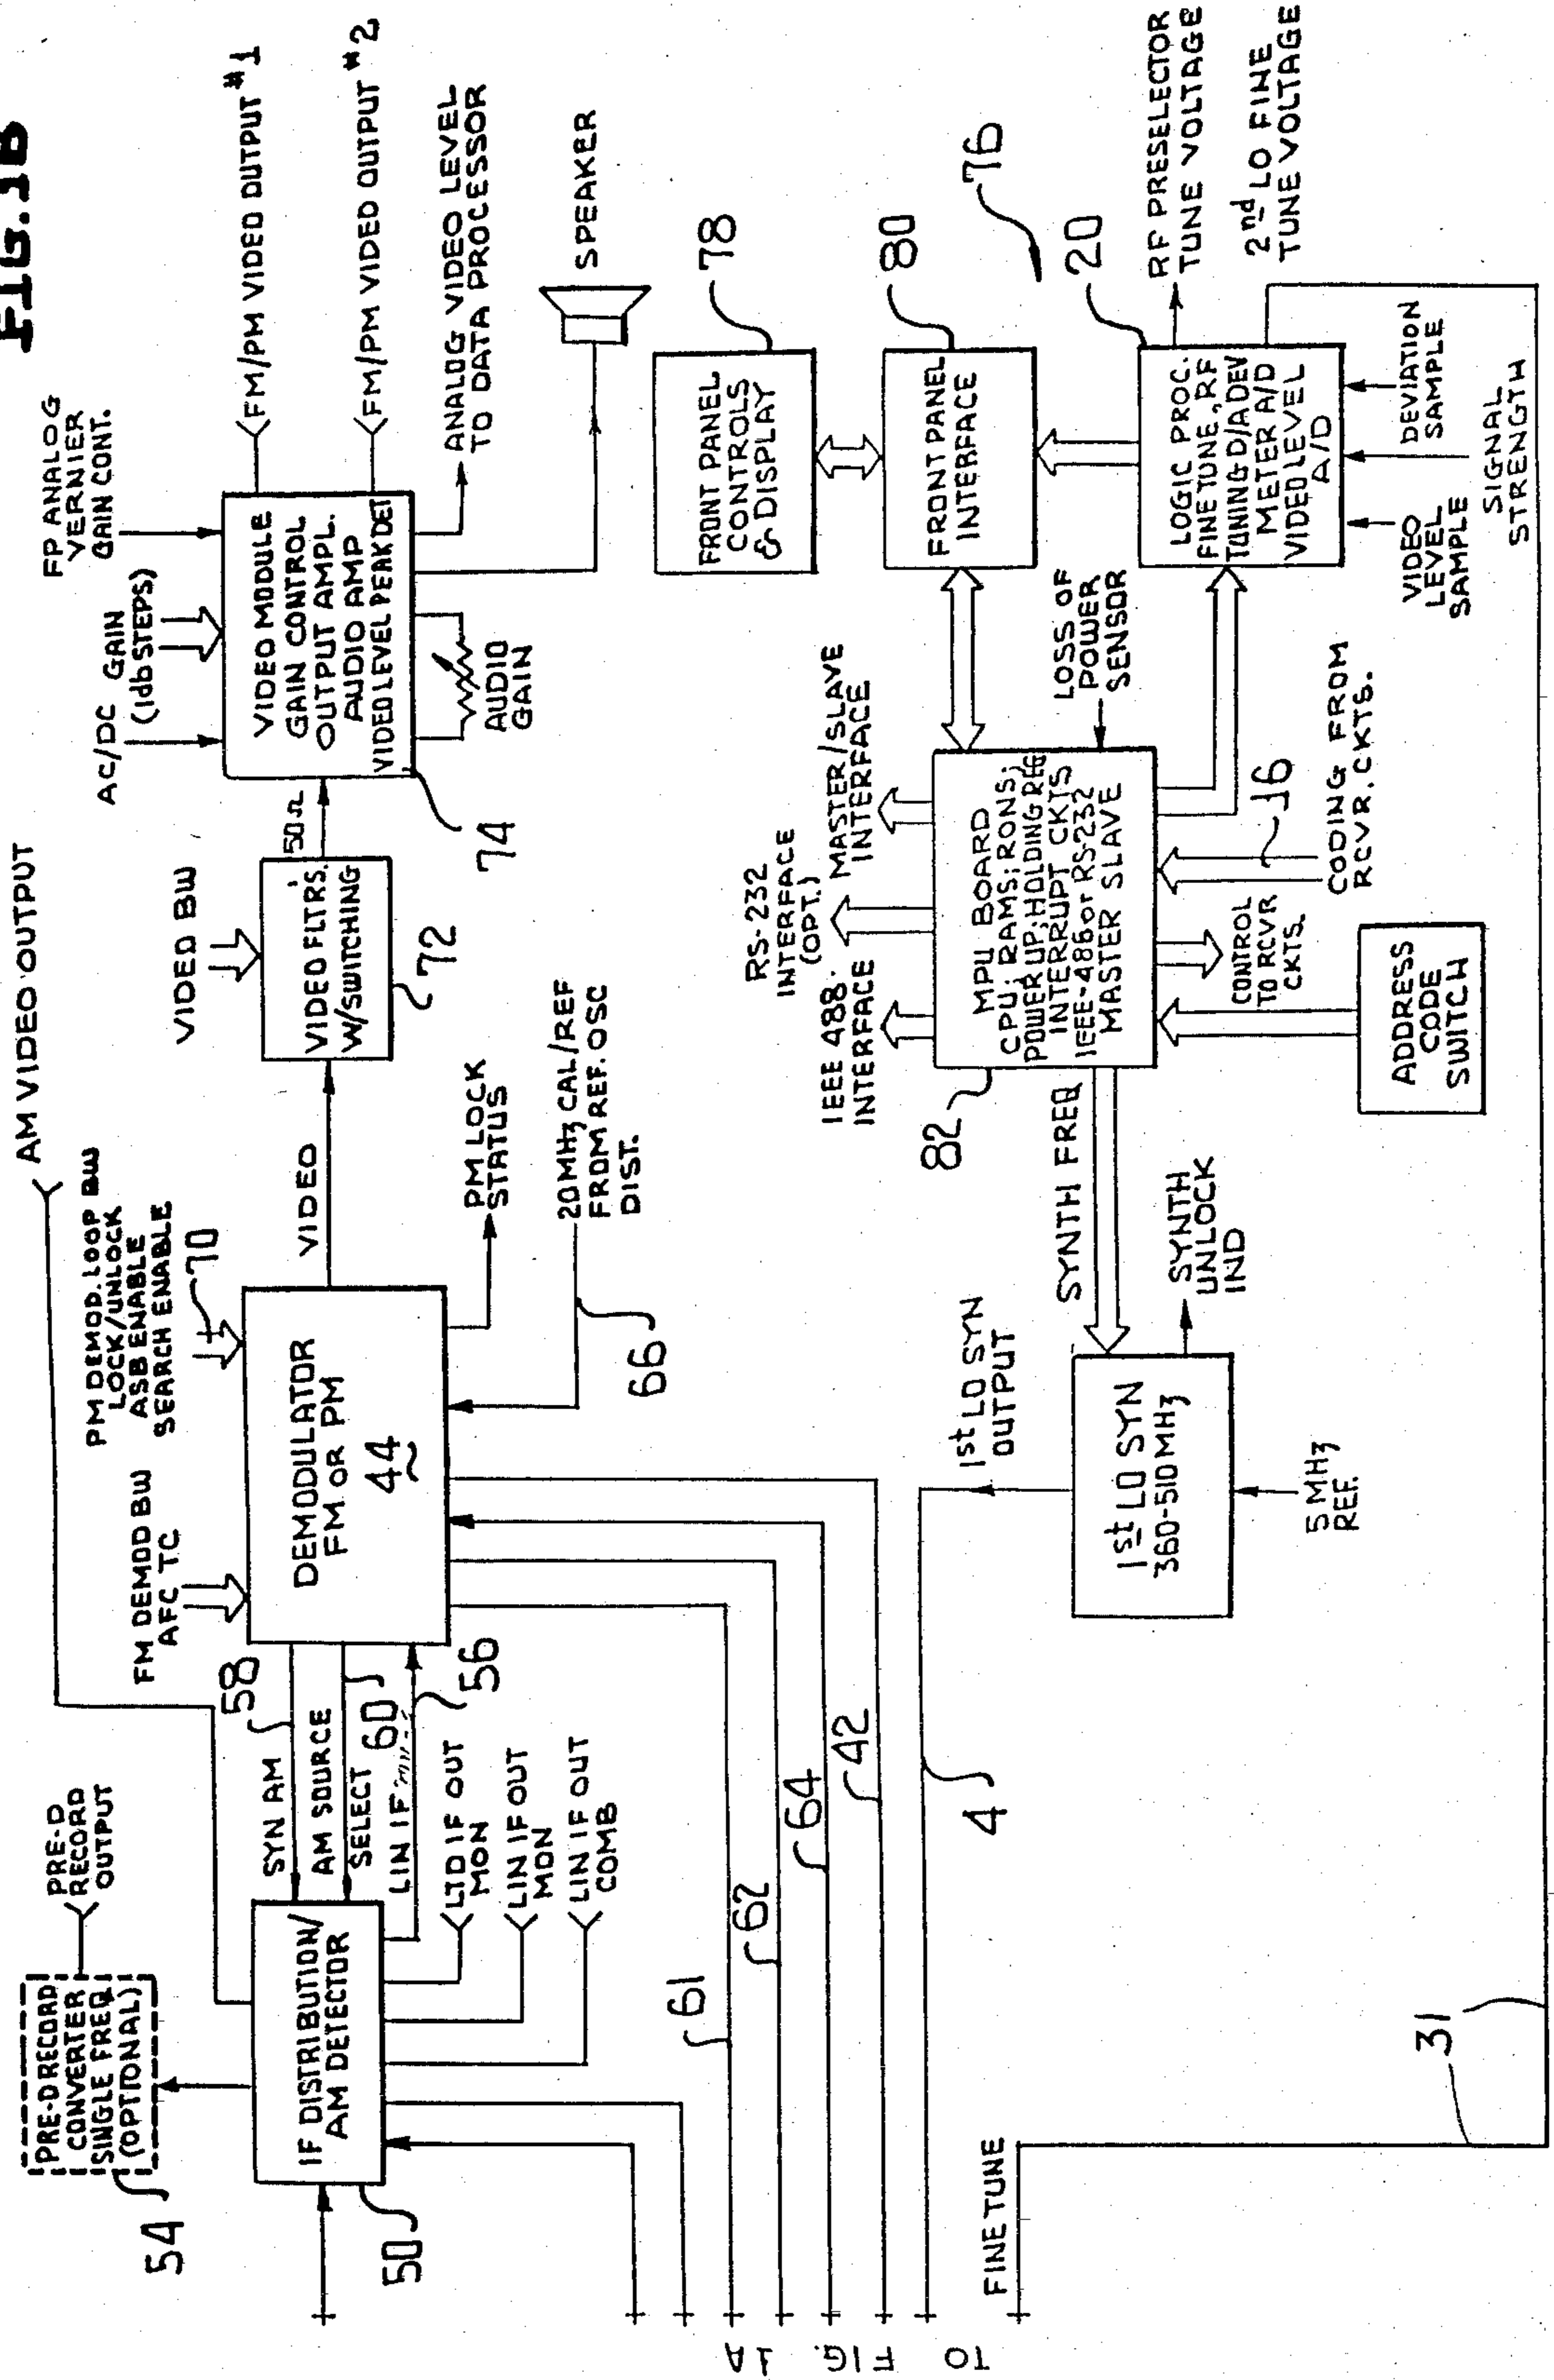 FIG. 1B
PRE-D RECORD
CONVERTER
SINGLE FREQ
(OPTIONAL)
54
PRE-D
RECORD
OUTPUT
AM VIDEO OUTPUT
IF DISTRIBUTION/
AM DETECTOR
50
SYN AM
58
AM SOURCE
SELECT
60
LIN IF
56
LTD IF OUT
MON
LIN IF OUT
MON
LIN IF OUT
COMB
FM DEMOD BW
AFC TC
PM DEMOD. LOOP BW
LOCK/UNLOCK
ASB ENABLE
SEARCH ENABLE
70
DEMODULATOR
FM OR PM
44
VIDEO
PM LOCK
STATUS
20 MHz CAL/REF
FROM REF. OSC
DIST.
66
VIDEO BW
VIDEO FLTRS.
W/SWITCHING
72
50Ω
AC/DC GAIN
(1db STEPS)
FP ANALOG
VERNIER
GAIN CONT.
VIDEO MODULE
GAIN CONTROL
OUTPUT AMPL.
AUDIO AMP
VIDEO LEVEL PEAK DET
74
AUDIO
GAIN
FM/PM VIDEO OUTPUT #1
FM/PM VIDEO OUTPUT #2
ANALOG VIDEO LEVEL
TO DATA PROCESSOR
SPEAKER
61
62
64
42
4
1st LO SYN
OUTPUT
1st LO SYN
360-510 MHz
5 MHz
REF.
SYNTH FREQ
SYNTH
UNLOCK
IND
IEEE 488
INTERFACE
RS-232
INTERFACE
(OPT.)
MASTER/SLAVE
INTERFACE
MPU BOARD
CPU; RAMS; RONS;
POWER UP; HOLDING REG
INTERRUPT CKTS
IEEE-486 or RS-232
MASTER SLAVE
82
LOSS OF
POWER
SENSOR
CONTROL
TO RCVR
CKTS.
CODING FROM
RCVR. CKTS.
16
ADDRESS
CODE
SWITCH
FRONT PANEL
CONTROLS
& DISPLAY
78
FRONT PANEL
INTERFACE
80
76
LOGIC PROC.
FINE TUNE, RF
TUNING D/A DEV
METER A/D
VIDEO LEVEL
A/D
20
RF PRESELECTOR
TUNE VOLTAGE
2nd LO FINE
TUNE VOLTAGE
VIDEO
LEVEL
SAMPLE
SIGNAL
STRENGTH
DEVIATION
SAMPLE
FINE TUNE
31
TO FIG. 1A